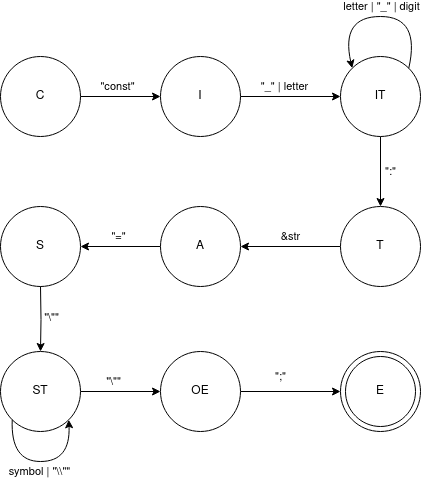 letter | "_" | digit
C
"const"
I
"_" | letter
IT
":"
S
"="
A
&str
T
"\""
ST
"\""
OE
";"
E
symbol | "\\""